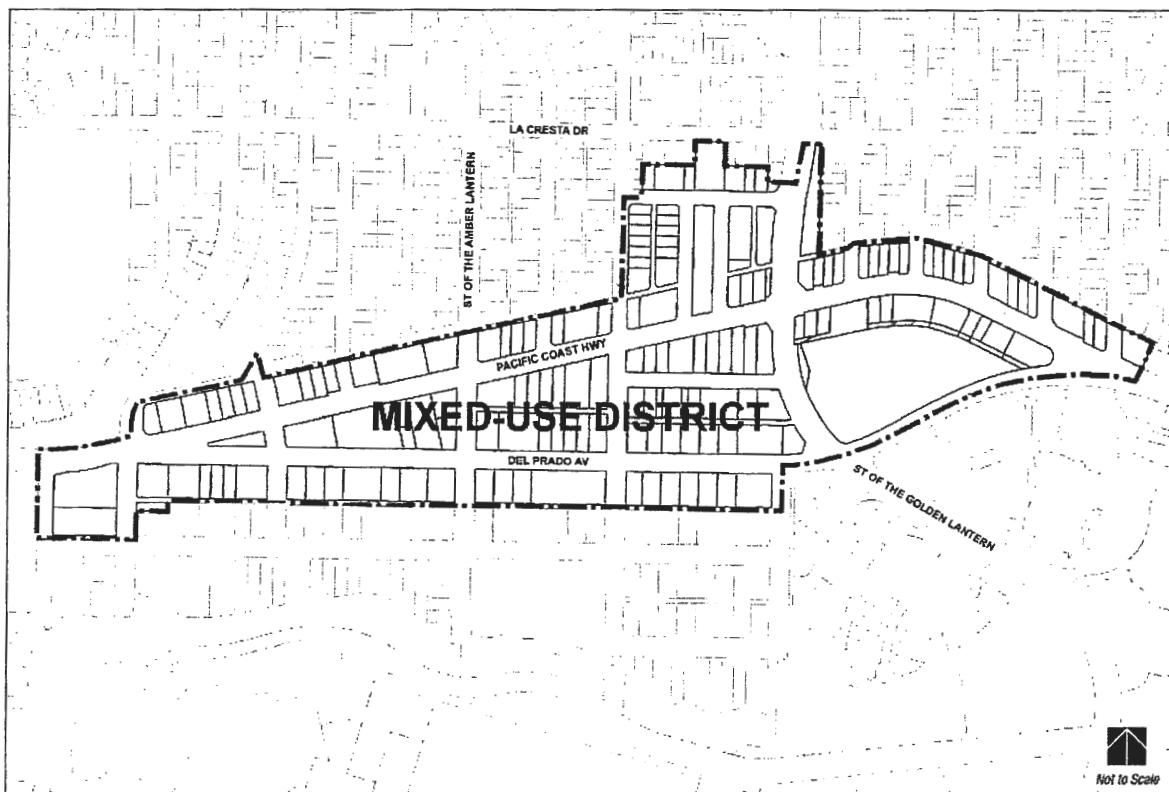 LA CRESTA DR
ST OF THE AMBER LANTERN
PACIFIC COAST HWY
MIXED-USE DISTRICT
DEL PRADO AV
ST OF THE GOLDEN LANTERN
Not to Scale